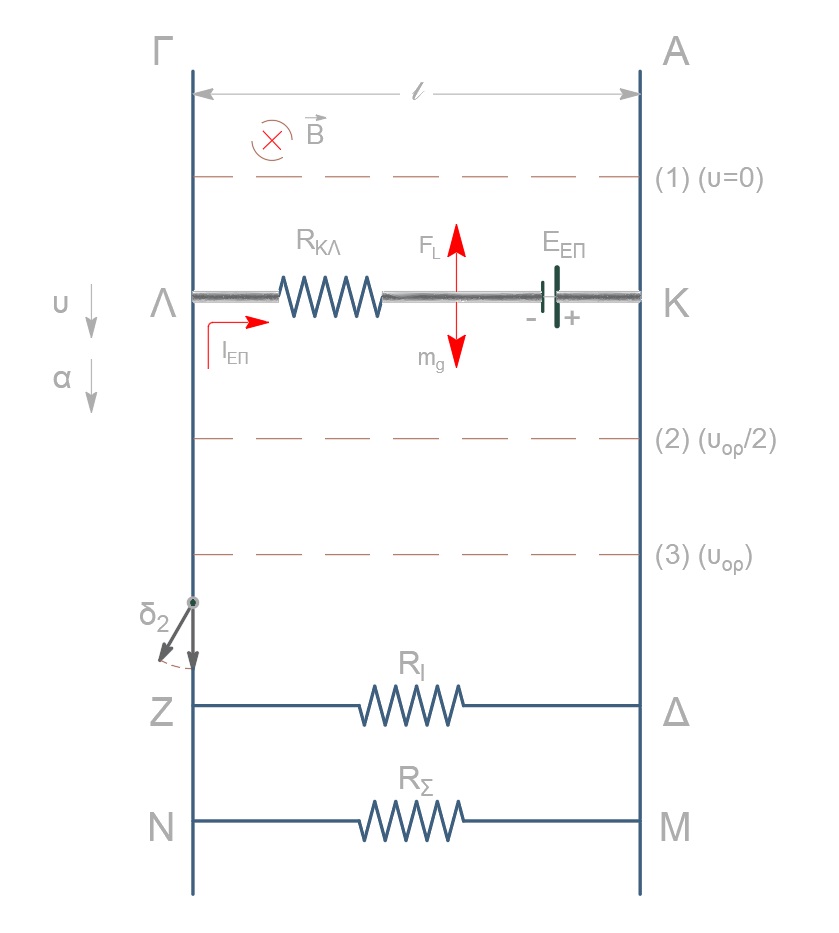 Γ
Α
ℓ
B
(1) (υ=0)
R_ΚΛ
F_L
E_ΕΠ
Λ
Κ
υ
- +
I_ΕΠ
m_g
α
(2) (υ_ορ/2)
(3) (υ_ορ)
δ_2
R_I
Ζ
Δ
R_Σ
Ν
Μ